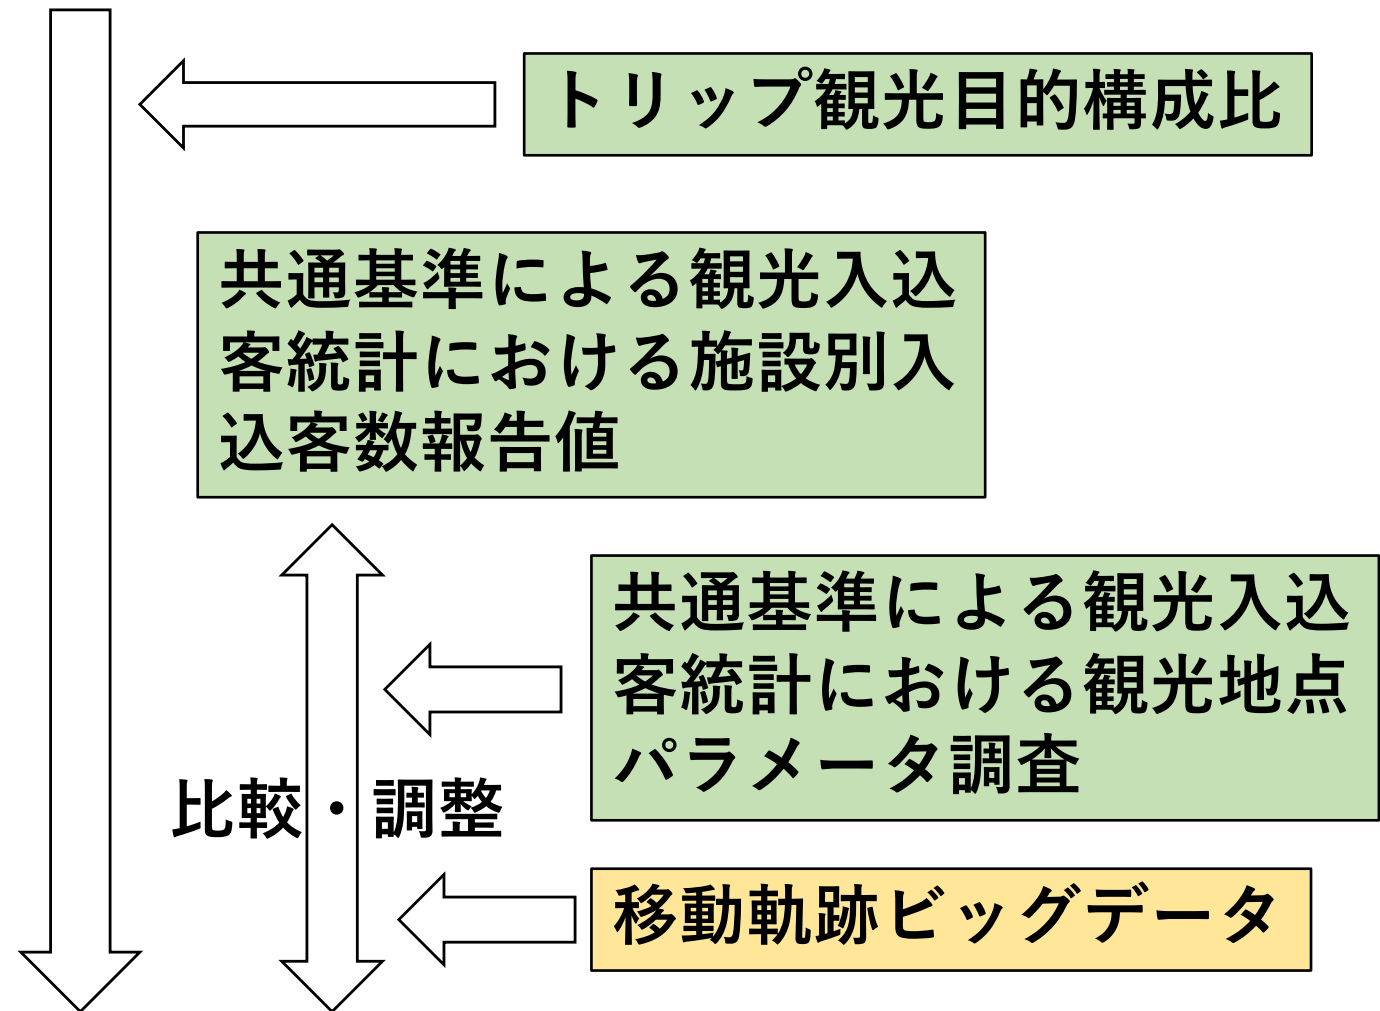 トリップ観光目的構成比
共通基準による観光入込
客統計における施設別入
込客数報告値
共通基準による観光入込
客統計における観光地点
パラメータ調査
比較・調整
移動軌跡ビッグデータ